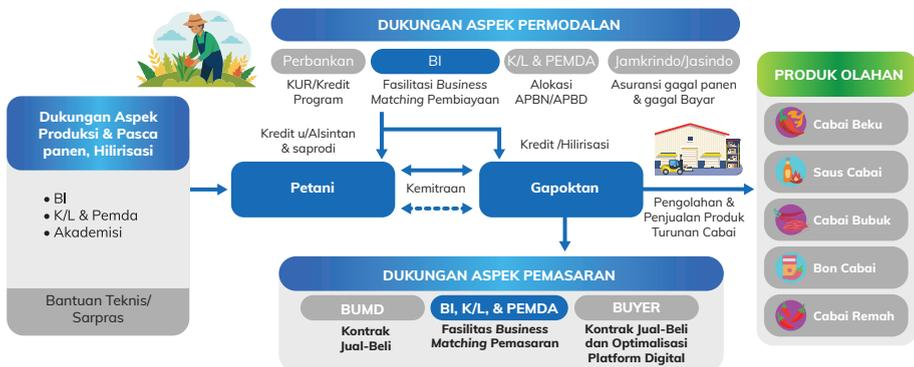 DUKUNGAN ASPEK PERMODALAN
Perbankan
BI
K/L & PEMDA
Jamkrindo/Jasindo
KUR/Kredit
Program
Fasilitasi Business
Matching Pembiayaan
Alokasi
APBN/APBD
Asuransi gagal panen
& gagal Bayar
Dukungan Aspek
Produksi & Pasca
panen, Hilirisasi
• BI
• K/L & Pemda
• Akademisi
Bantuan Teknis/
Sarpras
Kredit u/Alsintan
& saprodi
Kredit /Hilirisasi
Petani
Kemitraan
Gapoktan
Pengolahan &
Penjualan Produk
Turunan Cabai
DUKUNGAN ASPEK PEMASARAN
BUMD
BI, K/L, & PEMDA
BUYER
Kontrak
Jual-Beli
Fasilitas Business
Matching Pemasaran
Kontrak Jual-Beli
dan Optimalisasi
Platform Digital
PRODUK OLAHAN
Cabai Beku
Saus Cabai
Cabai Bubuk
Bon Cabai
Cabai Remah